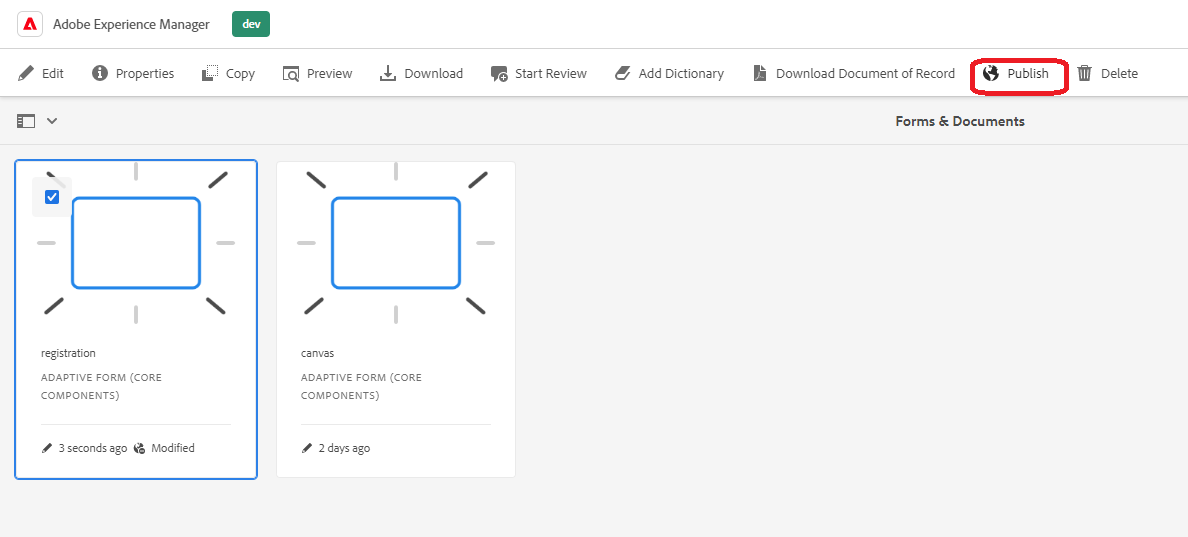 Adobe Experience Manager dev
Edit Properties Copy Preview Download Start Review Add Dictionary Download Document of Record Publish Delete
Forms & Documents
registration
ADAPTIVE FORM (CORE
COMPONENTS)
3 seconds ago Modified
canvas
ADAPTIVE FORM (CORE
COMPONENTS)
2 days ago